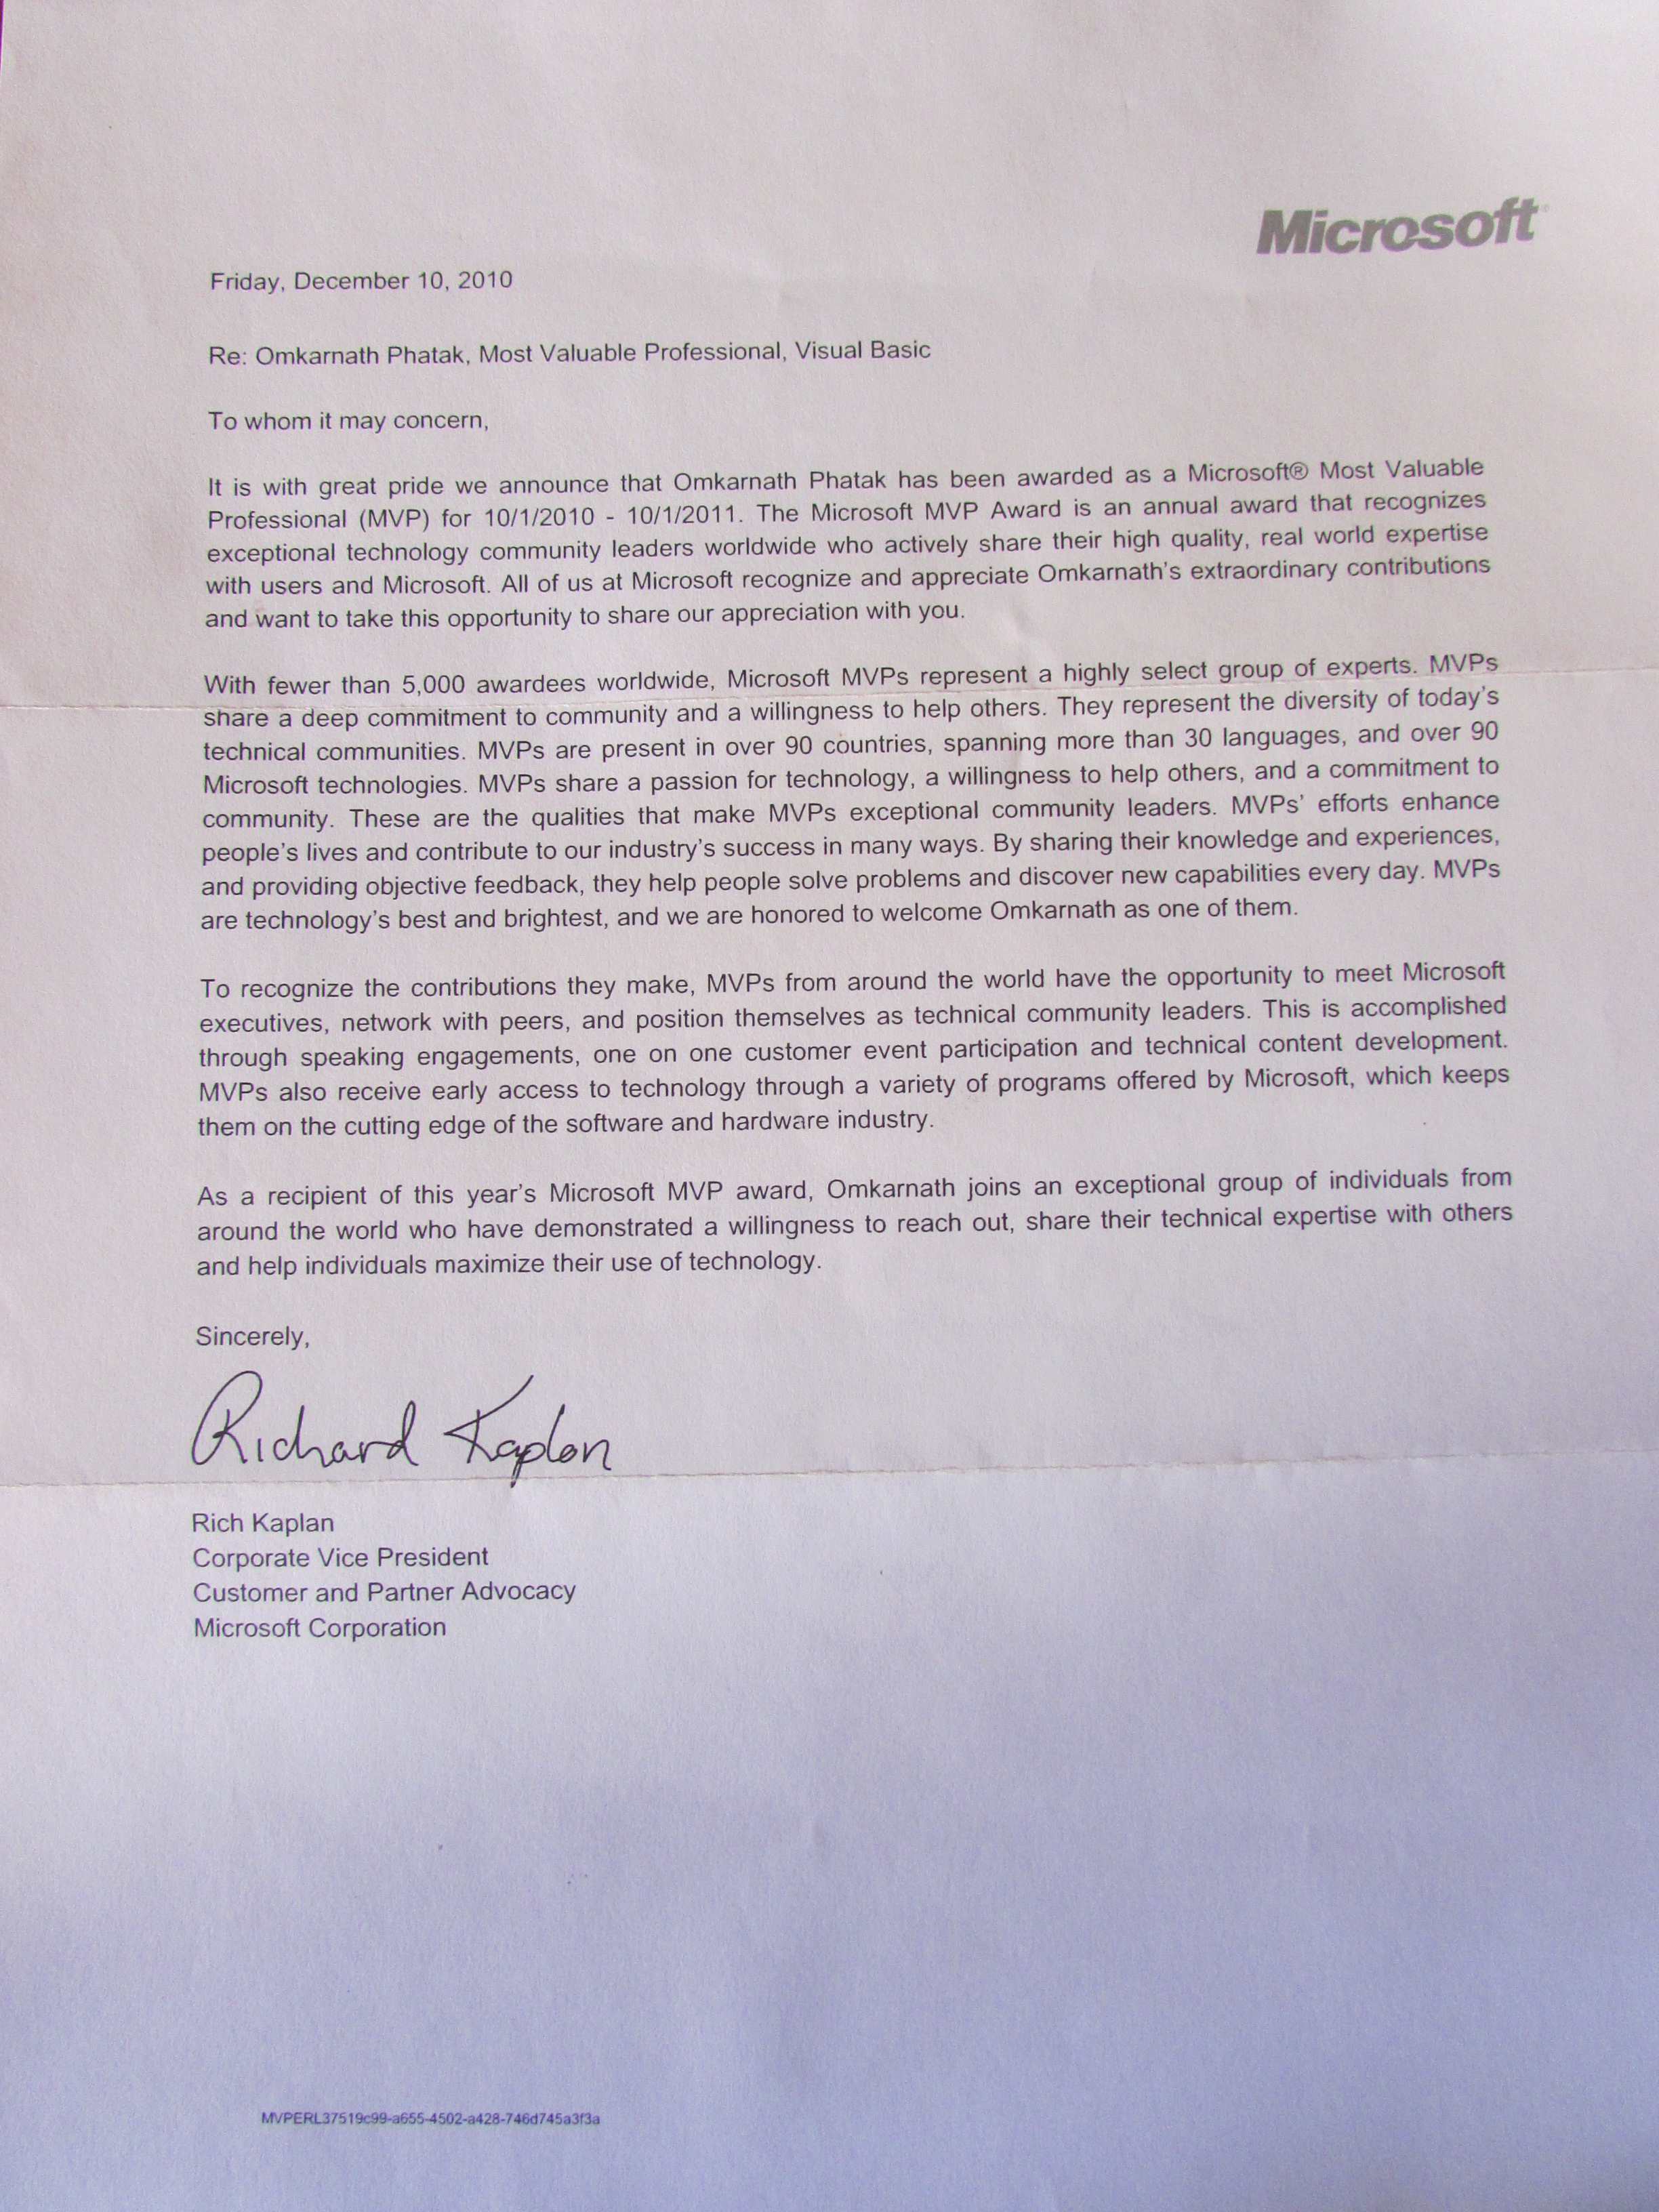 Microsoft
Friday, December 10, 2010
Re: Omkarnath Phatak, Most Valuable Professional, Visual Basic
To whom it may concern,
It is with great pride we announce that Omkarnath Phatak has been awarded as a Microsoft® Most Valuable
Professional (MVP) for 10/1/2010 - 10/1/2011. The Microsoft MVP Award is an annual award that recognizes
exceptional technology community leaders worldwide who actively share their high quality, real world expertise
with users and Microsoft. All of us at Microsoft recognize and appreciate Omkarnath's extraordinary contributions
and want to take this opportunity to share our appreciation with you.
With fewer than 5,000 awardees worldwide, Microsoft MVPs represent a highly select group of experts. MVPs
share a deep commitment to community and a willingness to help others. They represent the diversity of today's
technical communities. MVPs are present in over 90 countries, spanning more than 30 languages, and over 90
Microsoft technologies. MVPs share a passion for technology, a willingness to help others, and a commitment to
community. These are the qualities that make MVPs exceptional community leaders. MVPs' efforts enhance
people's lives and contribute to our industry's success in many ways. By sharing their knowledge and experiences,
and providing objective feedback, they help people solve problems and discover new capabilities every day. MVPs
are technology's best and brightest, and we are honored to welcome Omkarnath as one of them.
To recognize the contributions they make, MVPs from around the world have the opportunity to meet Microsoft
executives, network with peers, and position themselves as technical community leaders. This is accomplished
through speaking engagements, one on one customer event participation and technical content development.
MVPs also receive early access to technology through a variety of programs offered by Microsoft, which keeps
them on the cutting edge of the software and hardware industry.
As a recipient of this year's Microsoft MVP award, Omkarnath joins an exceptional group of individuals from
around the world who have demonstrated a willingness to reach out, share their technical expertise with others
and help individuals maximize their use of technology.
Sincerely,
Richard Kaplan
Rich Kaplan
Corporate Vice President
Customer and Partner Advocacy
Microsoft Corporation
MVPERL37519c99-a655-4502-a428-746d745a3f3a